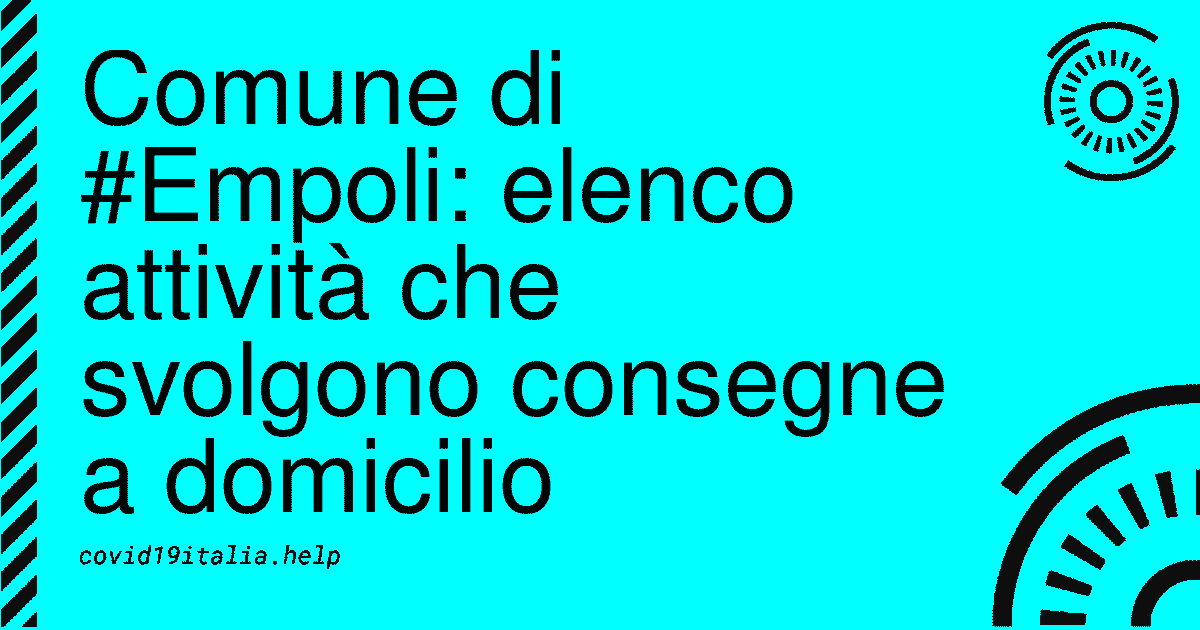 Comune di
#Empoli: elenco
attività che
svolgono consegne
a domicilio
covid19italia.help